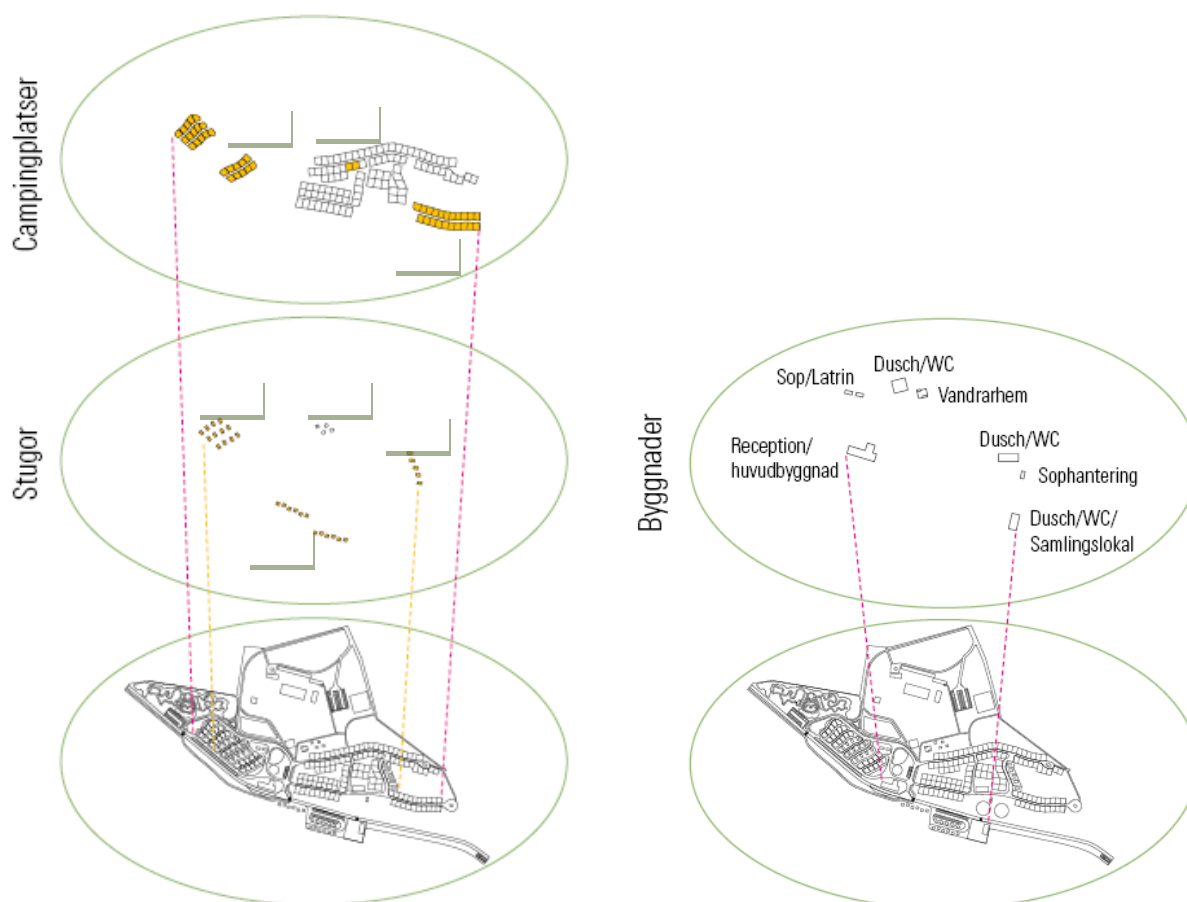 Campingplatser
Stugor
Byggnader
Dusch/WC
Sop/Latrin
Vandrarhem
Reception/
huvudbyggnad
Dusch/WC
Sophantering
Dusch/WC/
Samlingslokal